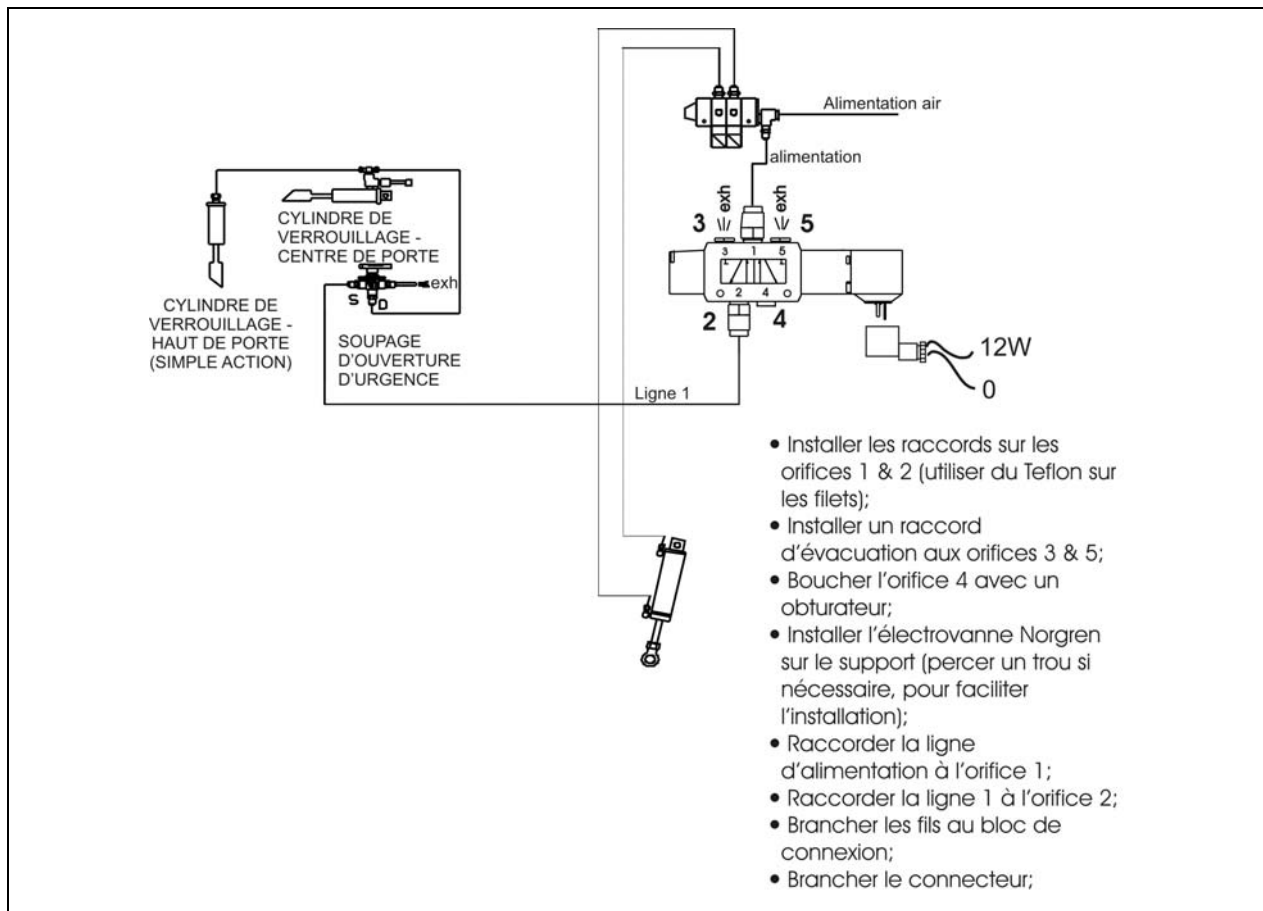 Alimentation air
alimentation
exh
exh
3
5
3 1 5
2 4
2
4
12W
0
CYLINDRE DE
VERROUILLAGE -
CENTRE DE PORTE
exh
S
D
CYLINDRE DE
VERROUILLAGE -
HAUT DE PORTE
(SIMPLE ACTION)
SOUPAGE
D'OUVERTURE
D'URGENCE
Ligne 1
• Installer les raccords sur les
orifices 1 & 2 (utiliser du Teflon sur
les filets);
• Installer un raccord
d'évacuation aux orifices 3 & 5;
• Boucher l'orifice 4 avec un
obturateur;
• Installer l'électrovanne Norgren
sur le support (percer un trou si
nécessaire, pour faciliter
l'installation);
• Raccorder la ligne
d'alimentation à l'orifice 1;
• Raccorder la ligne 1 à l'orifice 2;
• Brancher les fils au bloc de
connexion;
• Brancher le connecteur;